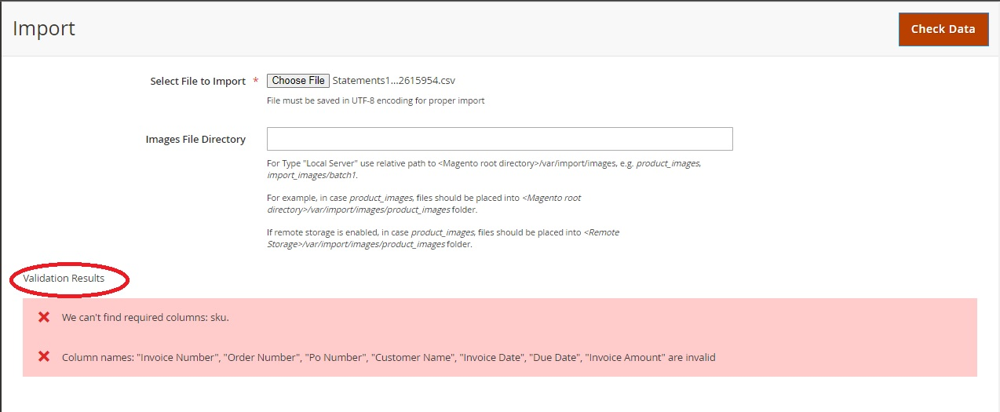 Import
Check Data
Select File to Import *
Choose File Statements1...2615954.csv
File must be saved in UTF-8 encoding for proper import
Images File Directory
For Type "Local Server" use relative path to <Magento root directory>/var/import/images, e.g. product_images,
import_images/batch1.
For example, in case product_images, files should be placed into <Magento root
directory>/var/import/images/product_images folder.
If remote storage is enabled, in case product_images, files should be placed into <Remote
Storage>/var/import/images/product_images folder.
Validation Results
We can't find required columns: sku.
Column names: "Invoice Number", "Order Number", "Po Number", "Customer Name", "Invoice Date", "Due Date", "Invoice Amount" are invalid